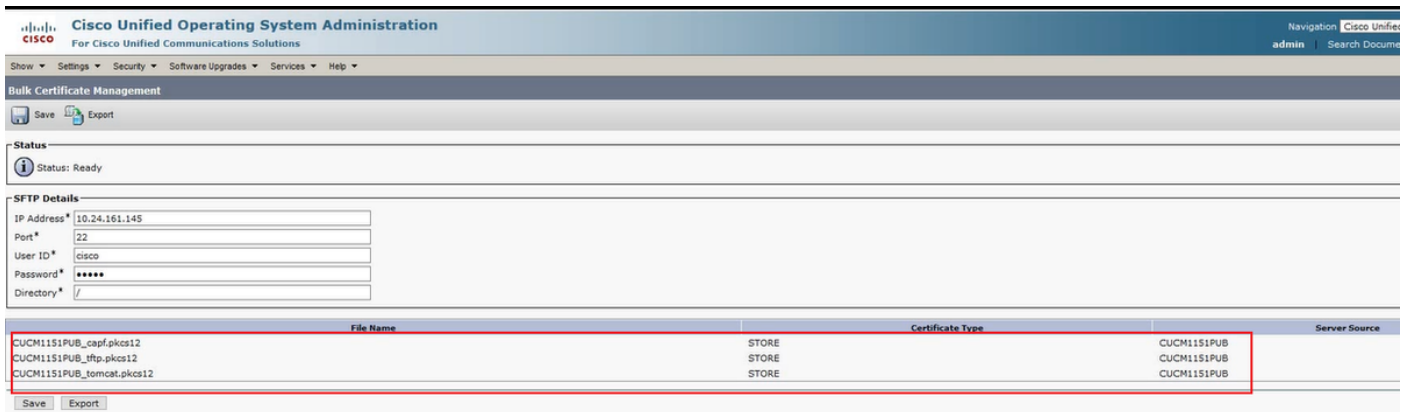 Cisco Unified Operating System Administration
CISCO
For Cisco Unified Communications Solutions
Navigation Cisco Unified
admin Search Docume
Show Settings Security Software Upgrades Services Help
Bulk Certificate Management
Save Export
Status
Status: Ready
SFTP Details
IP Address* 10.24.161.145
Port* 22
User ID* cisco
Password* •••••
Directory* /
File Name Certificate Type Server Source
CUCM1151PUB_capf.pkcs12 STORE CUCM1151PUB
CUCM1151PUB_tftp.pkcs12 STORE CUCM1151PUB
CUCM1151PUB_tomcat.pkcs12 STORE CUCM1151PUB
Save Export